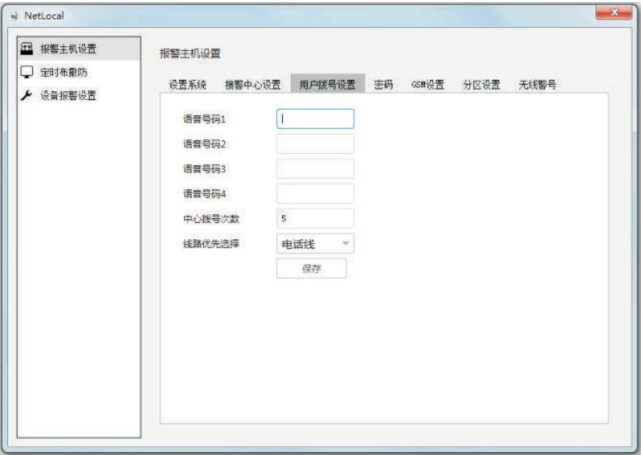 NetLocal
报警主机设置
定时布撤防
设备报警设置
报警主机设置
设置系统 接警中心设置 用户拨号设置 密码 GSM设置 分区设置 无线警号
语音号码1
语音号码2
语音号码3
语音号码4
中心拨号次数 5
线路优先选择 电话线
保存